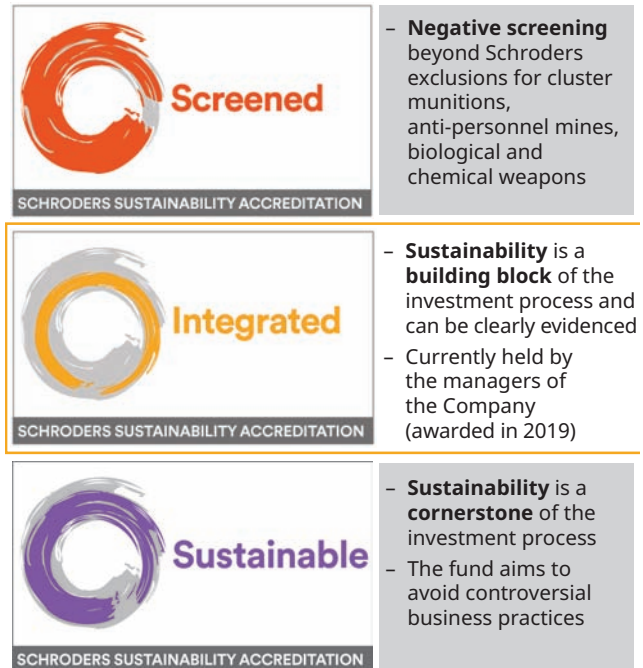 Screened
SCHRODERS SUSTAINABILITY ACCREDITATION
– Negative screening
beyond Schroders
exclusions for cluster
munitions,
anti-personnel mines,
biological and
chemical weapons
Integrated
SCHRODERS SUSTAINABILITY ACCREDITATION
– Sustainability is a
building block of the
investment process and
can be clearly evidenced
– Currently held by
the managers of
the Company
(awarded in 2019)
Sustainable
SCHRODERS SUSTAINABILITY ACCREDITATION
– Sustainability is a
cornerstone of the
investment process
– The fund aims to
avoid controversial
business practices